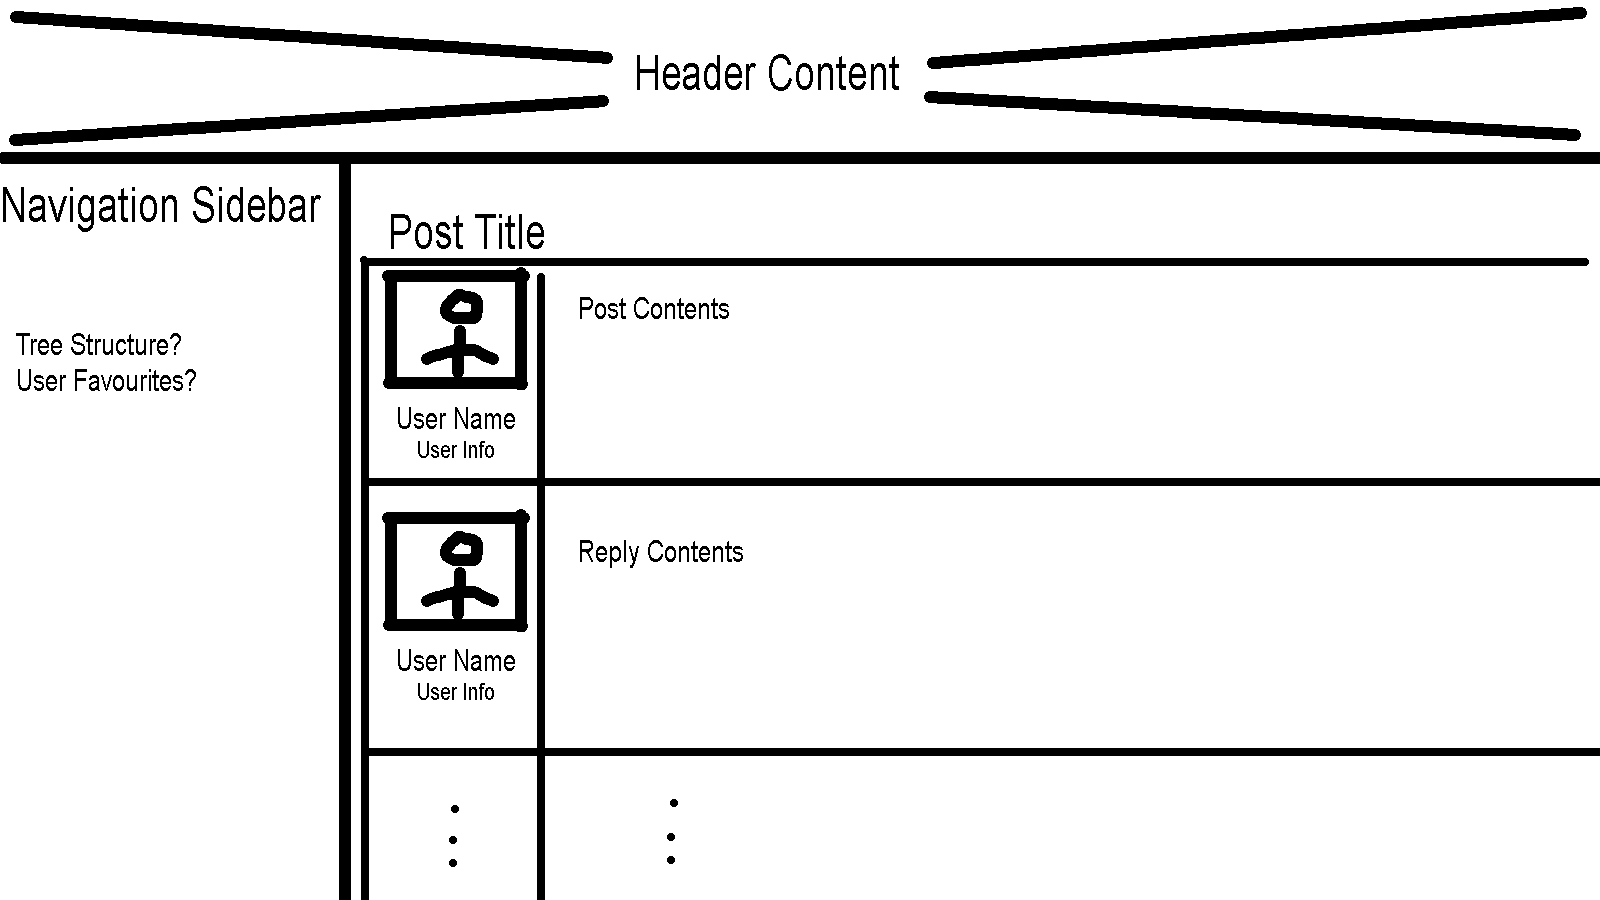 Header Content
Navigation Sidebar
Tree Structure?
User Favourites?
Post Title
User Name
User Info
Post Contents
User Name
User Info
Reply Contents